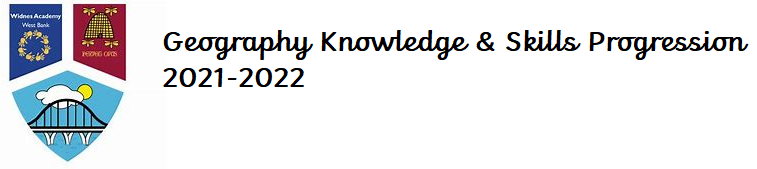 Widnes Academy
West Bank
Geography Knowledge & Skills Progression
2021-2022